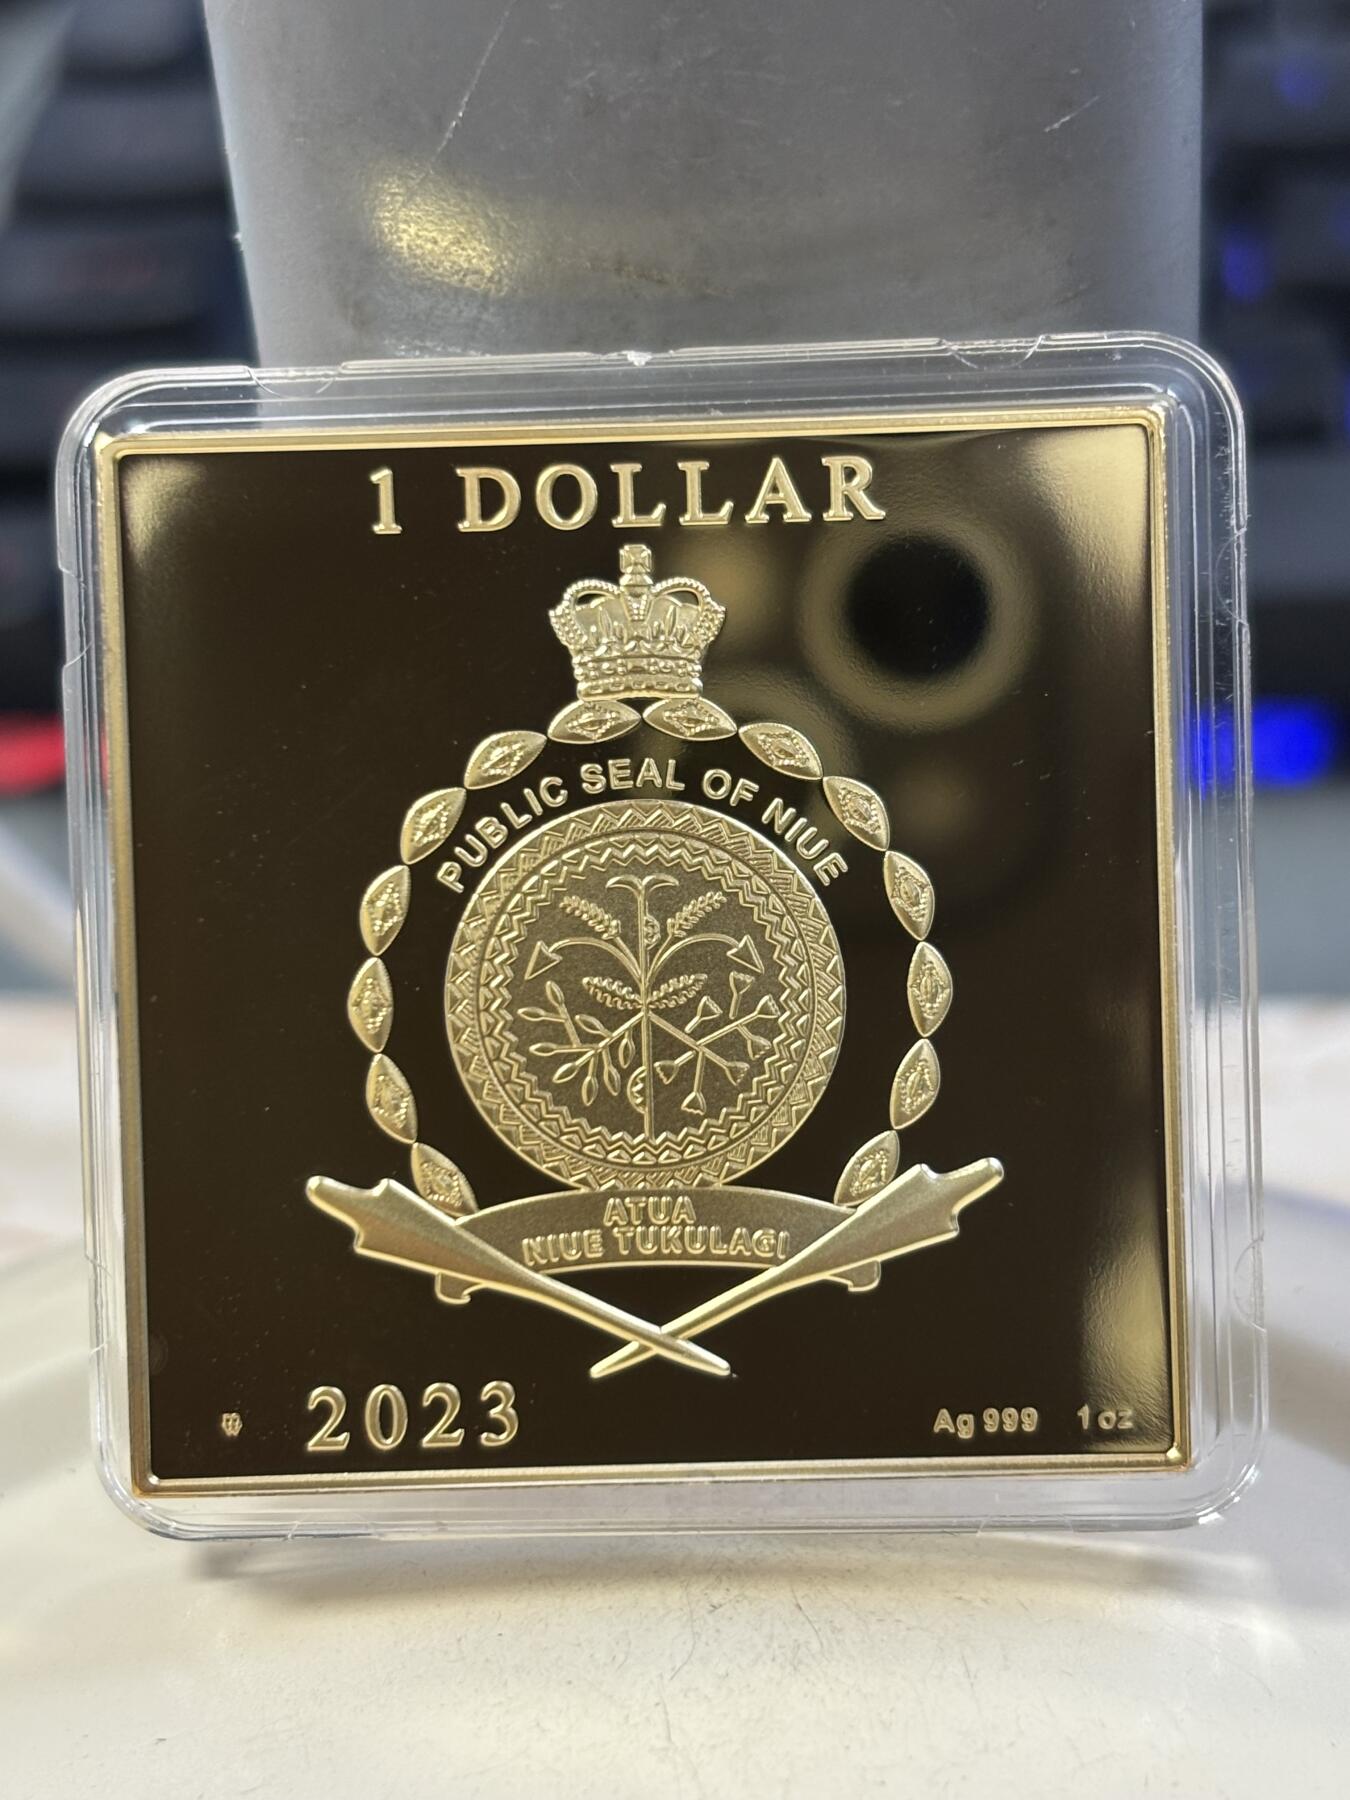 1 DOLLAR
PUBLIC SEAL OF NIUE
ATUA
NIUE TUKULAGI
2023
Ag 999 1 oz